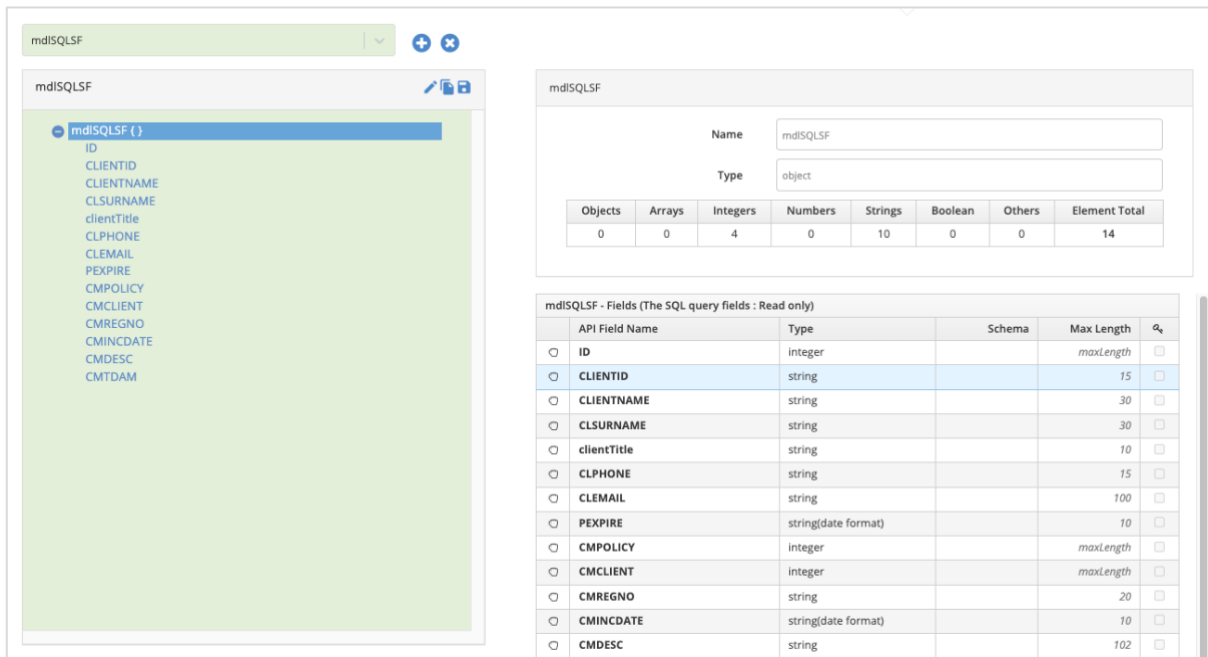 mdlSQLSF
mdlSQLSF
mdlSQLSF { }
ID
CLIENTID
CLIENTNAME
CLSURNAME
clientTitle
CLPHONE
CLEMAIL
PEXPIRE
CMPOLICY
CMCLIENT
CMREGNO
CMINCDATE
CMDESC
CMTDAM
mdlSQLSF
Name mdlSQLSF
Type object
Objects Arrays Integers Numbers Strings Boolean Others Element Total
0 0 4 0 10 0 0 14
mdlSQLSF - Fields (The SQL query fields : Read only)
API Field Name Type Schema Max Length
ID integer maxLength
CLIENTID string 15
CLIENTNAME string 30
CLSURNAME string 30
clientTitle string 10
CLPHONE string 15
CLEMAIL string 100
PEXPIRE string(date format) 10
CMPOLICY integer maxLength
CMCLIENT integer maxLength
CMREGNO string 20
CMINCDATE string(date format) 10
CMDESC string 102